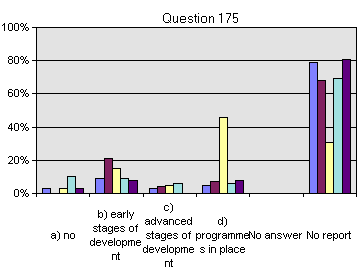 Question 175
100%
80%
60%
40%
20%
0%
a) no
b) early
stages of
developme
nt
c)
advanced
stages of
developme
nt
d)
programme
s in place
No answer
No report